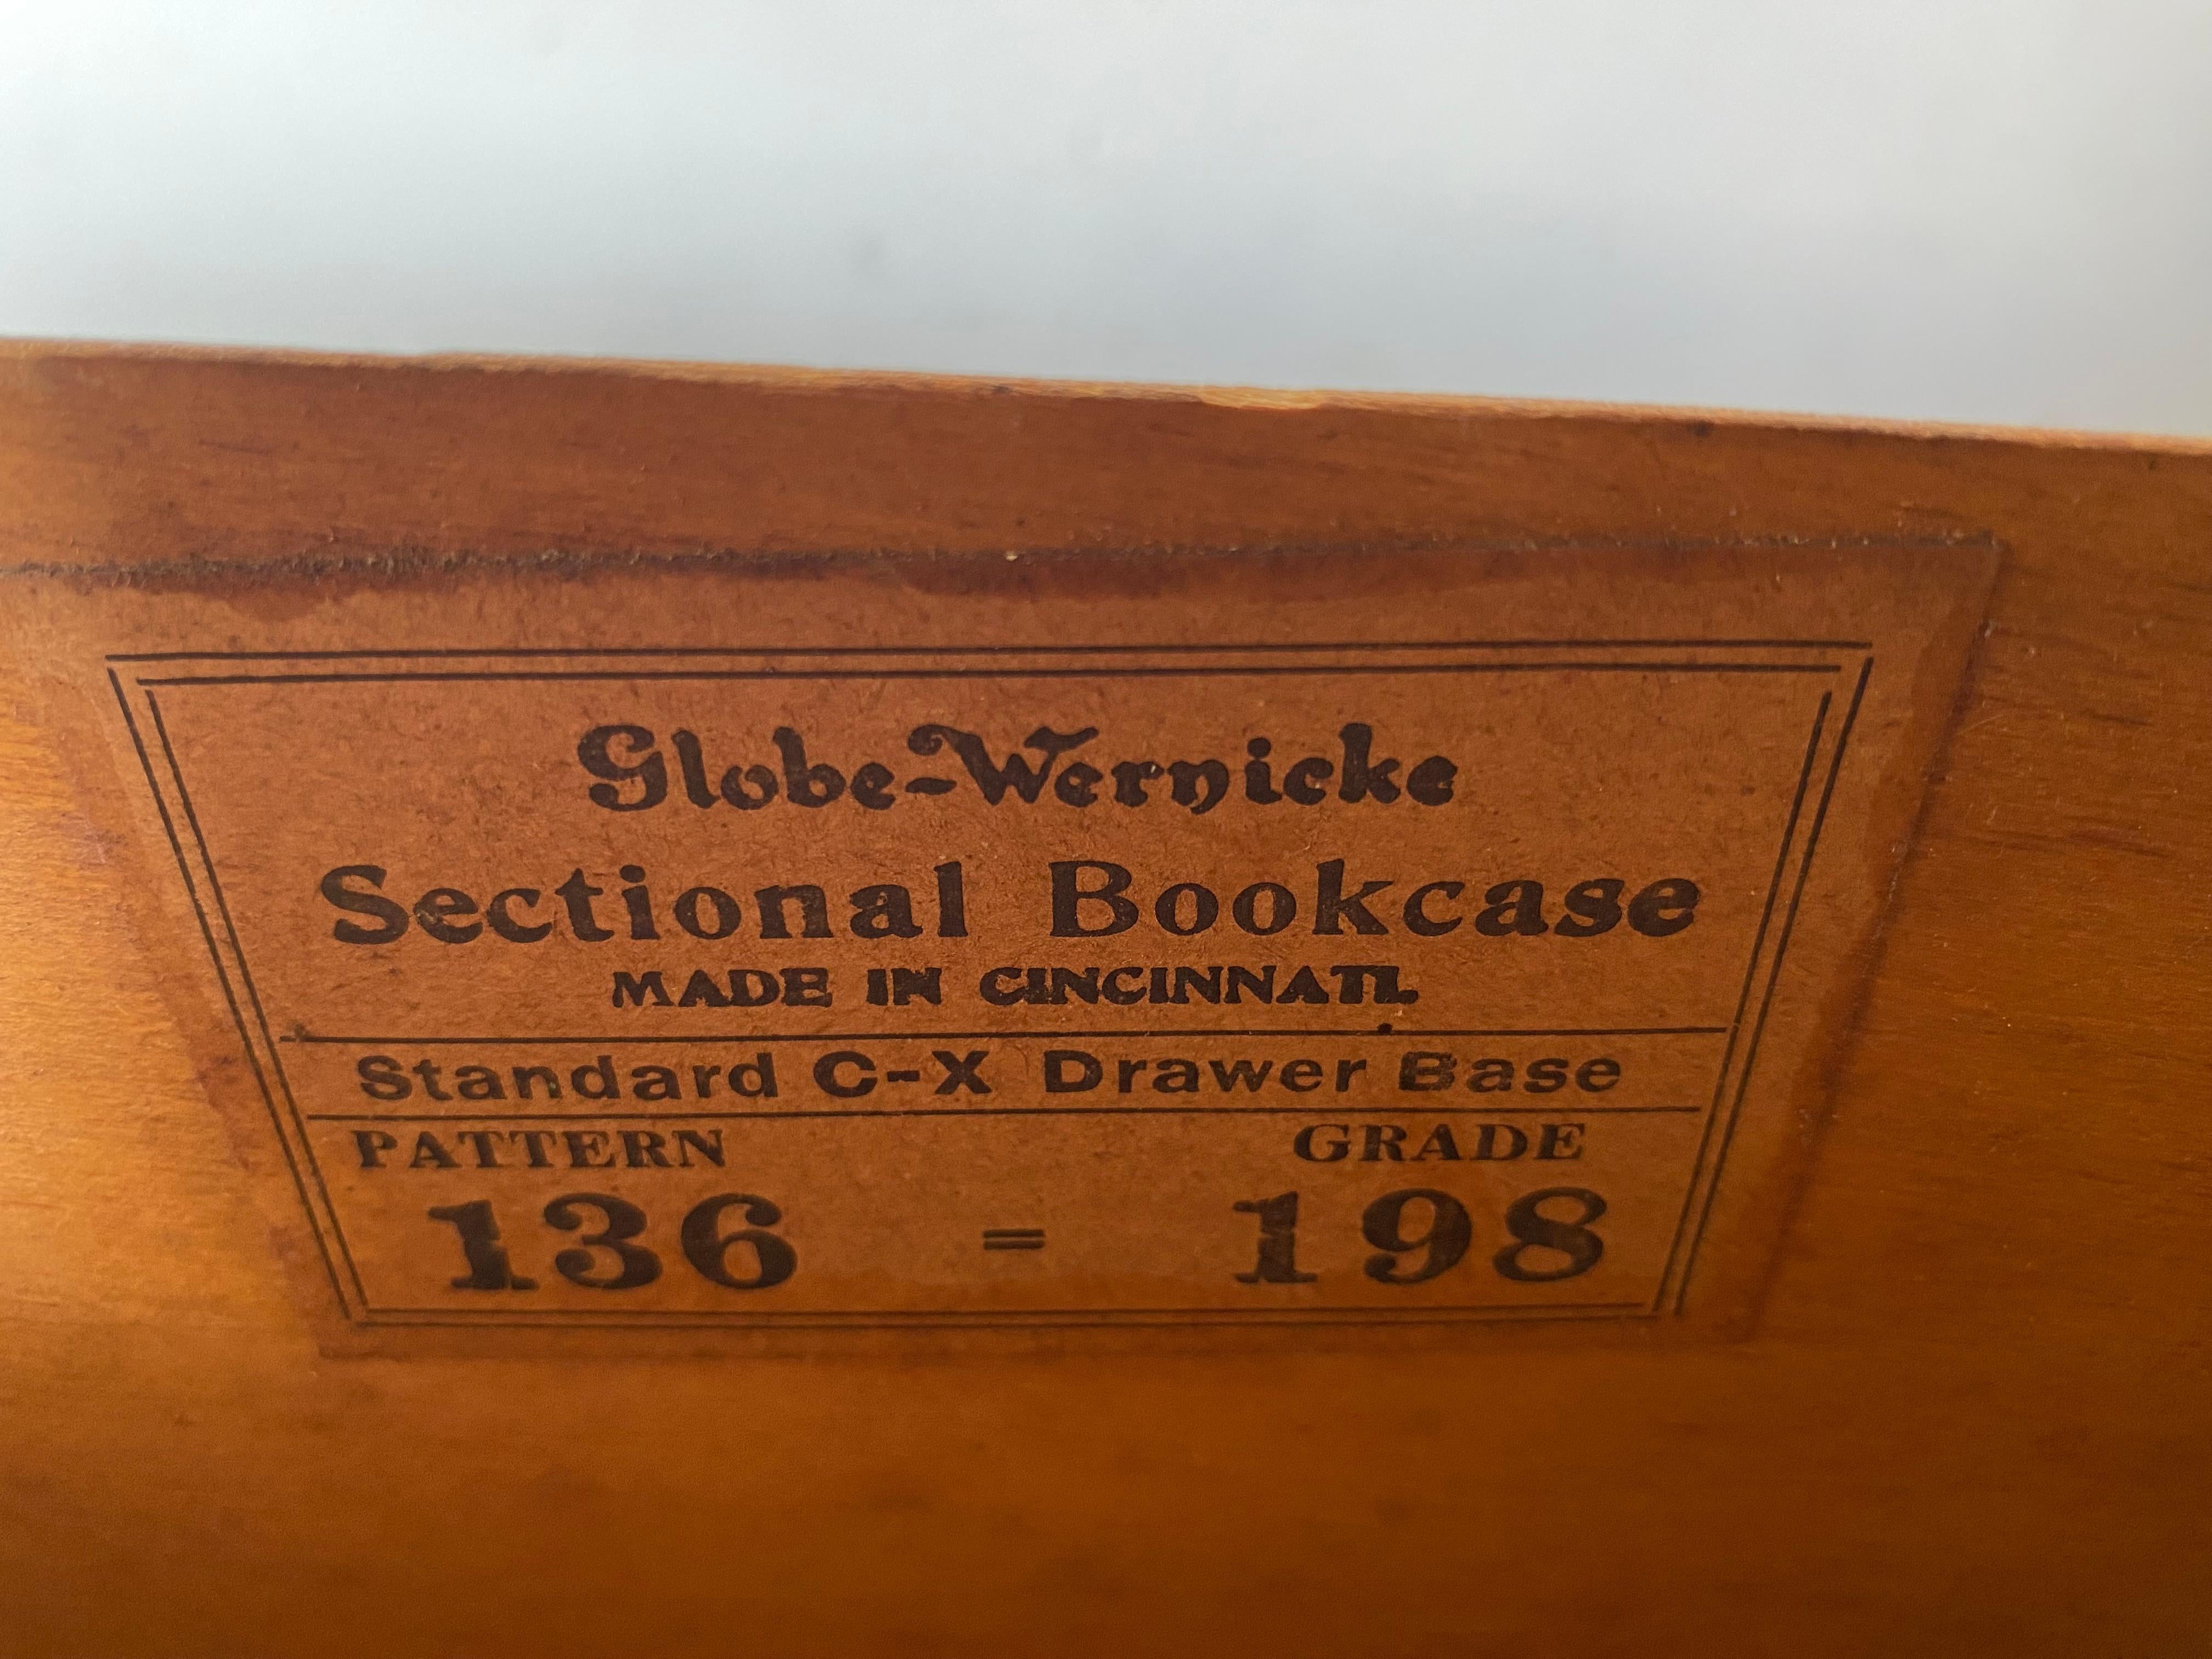 Globe-Wernicke
Sectional Bookcase
MADE IN CINCINNATI.
Standard C-X Drawer Base
PATTERN GRADE
136 = 198